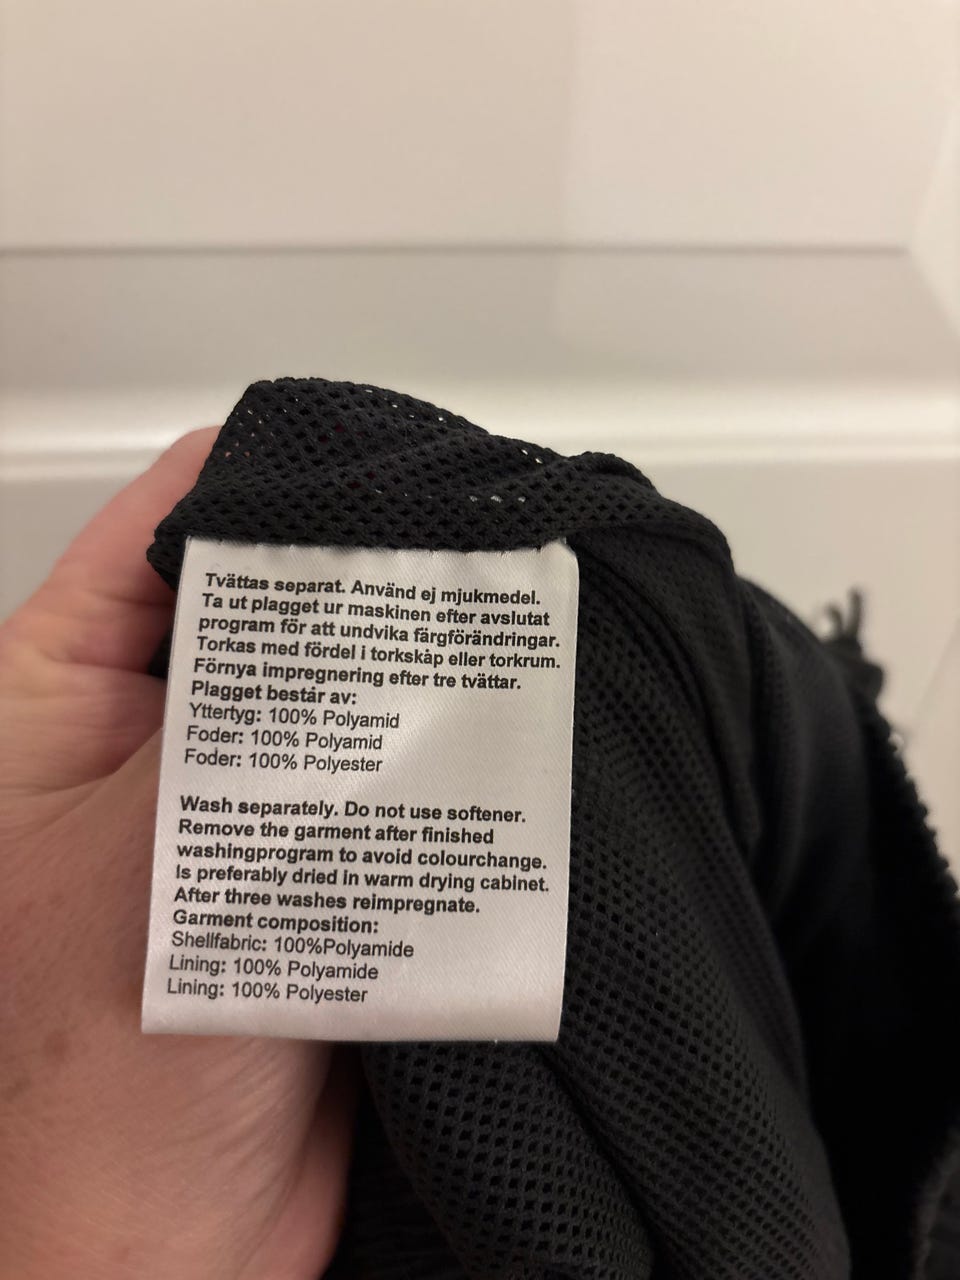 Tvättas separat. Använd ej mjukmedel.
Ta ut plagget ur maskinen efter avslutat
program för att undvika färgförändringar.
Torkas med fördel i torkskåp eller torkrum.
Förnya impregnering efter tre tvättar.
Plagget består av:
Yttertyg: 100% Polyamid
Foder: 100% Polyamid
Foder: 100% Polyester
Wash separately. Do not use softener.
Remove the garment after finished
washingprogram to avoid colourchange.
Is preferably dried in warm drying cabinet.
After three washes reimpregnate.
Garment composition:
Shellfabric: 100%Polyamide
Lining: 100% Polyamide
Lining: 100% Polyester